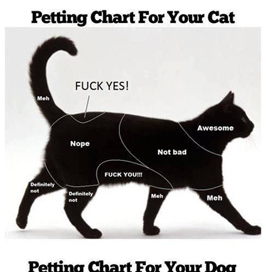 Petting Chart For Your Cat
FUCK YES!
Meh
Awesome
Nope
Not bad
FUCK YOU!!!
Definitely
not
Definitely
not
Meh
Meh
Petting Chart For Your Dog